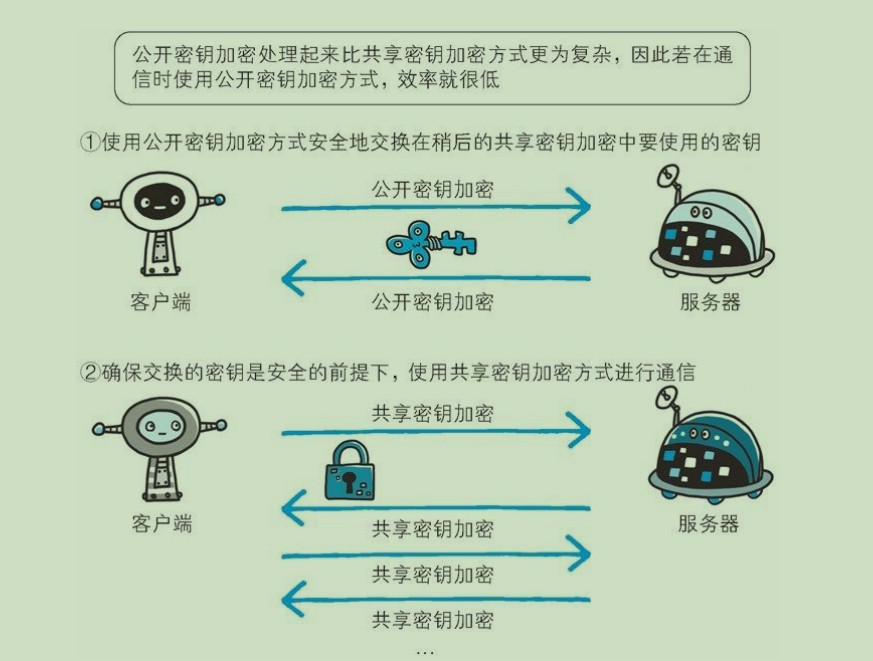 公开密钥加密处理起来比共享密钥加密方式更为复杂，因此若在通
信时使用公开密钥加密方式，效率就很低
①使用公开密钥加密方式安全地交换在稍后的共享密钥加密中要使用的密钥
公开密钥加密
公开密钥加密
客户端
服务器
②确保交换的密钥是安全的前提下，使用共享密钥加密方式进行通信
共享密钥加密
共享密钥加密
客户端
服务器
共享密钥加密
共享密钥加密
...